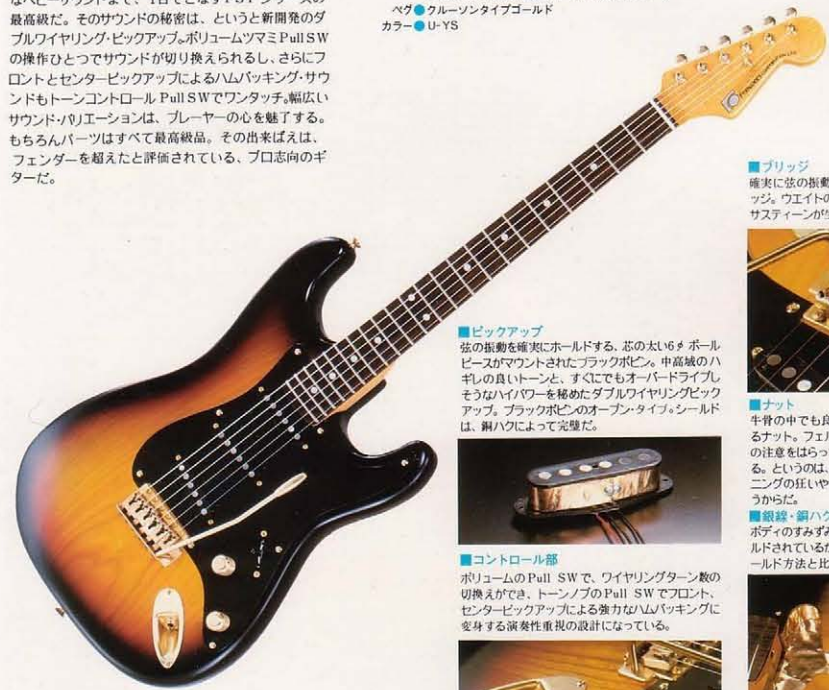 なヘビーサウンドまで、1台でこなすPSTシリーズの
最高級だ。そのサウンドの秘密は、というと新開発のダ
ブルワイヤリング・ピックアップ。ボリュームツマミPull SW
の操作ひとつでサウンドが切り換えられるし、さらにフ
ロントとセンターピックアップによるハムバッキング・サウ
ンドもトーンコントロール Pull SWでワンタッチ。幅広い
サウンド・バリエーションは、プレーヤーの心を魅了する。
もちろんパーツはすべて最高級品。その出来ばえは、
フェンダーを超えたと評価されている、プロ志向のギ
ターだ。
ペグ●クルーソンタイプゴールド
カラー●U-YS
■ピックアップ
弦の振動を確実にホールドする、芯の太い6φ ポール
ピースがマウントされたブラックボビン。中高域のハ
ギレの良いトーンと、すぐにでもオーバードライブし
そうなハイパワーを秘めたダブルワイヤリングピック
アップ。ブラックボビンのオープン・タイプ。シールド
は、銅ハクによって完璧だ。
■コントロール部
ボリュームのPull SWで、ワイヤリングターン数の
切換えができ、トーンノブのPull SWでフロント、
センターピックアップによる強力なハムバッキングに
変身する演奏性重視の設計になっている。
■ブリッジ
確実に弦の振動
ッジ。ウエイトの
サスティーンが
■ナット
牛骨の中でも良
るナット。フェル
の注意をはらっ
る。というのは、
ニングの狂いや
うからだ。
■銀線・銅ハク
ボディのすみずみ
ルドされているが
ールド方法と比